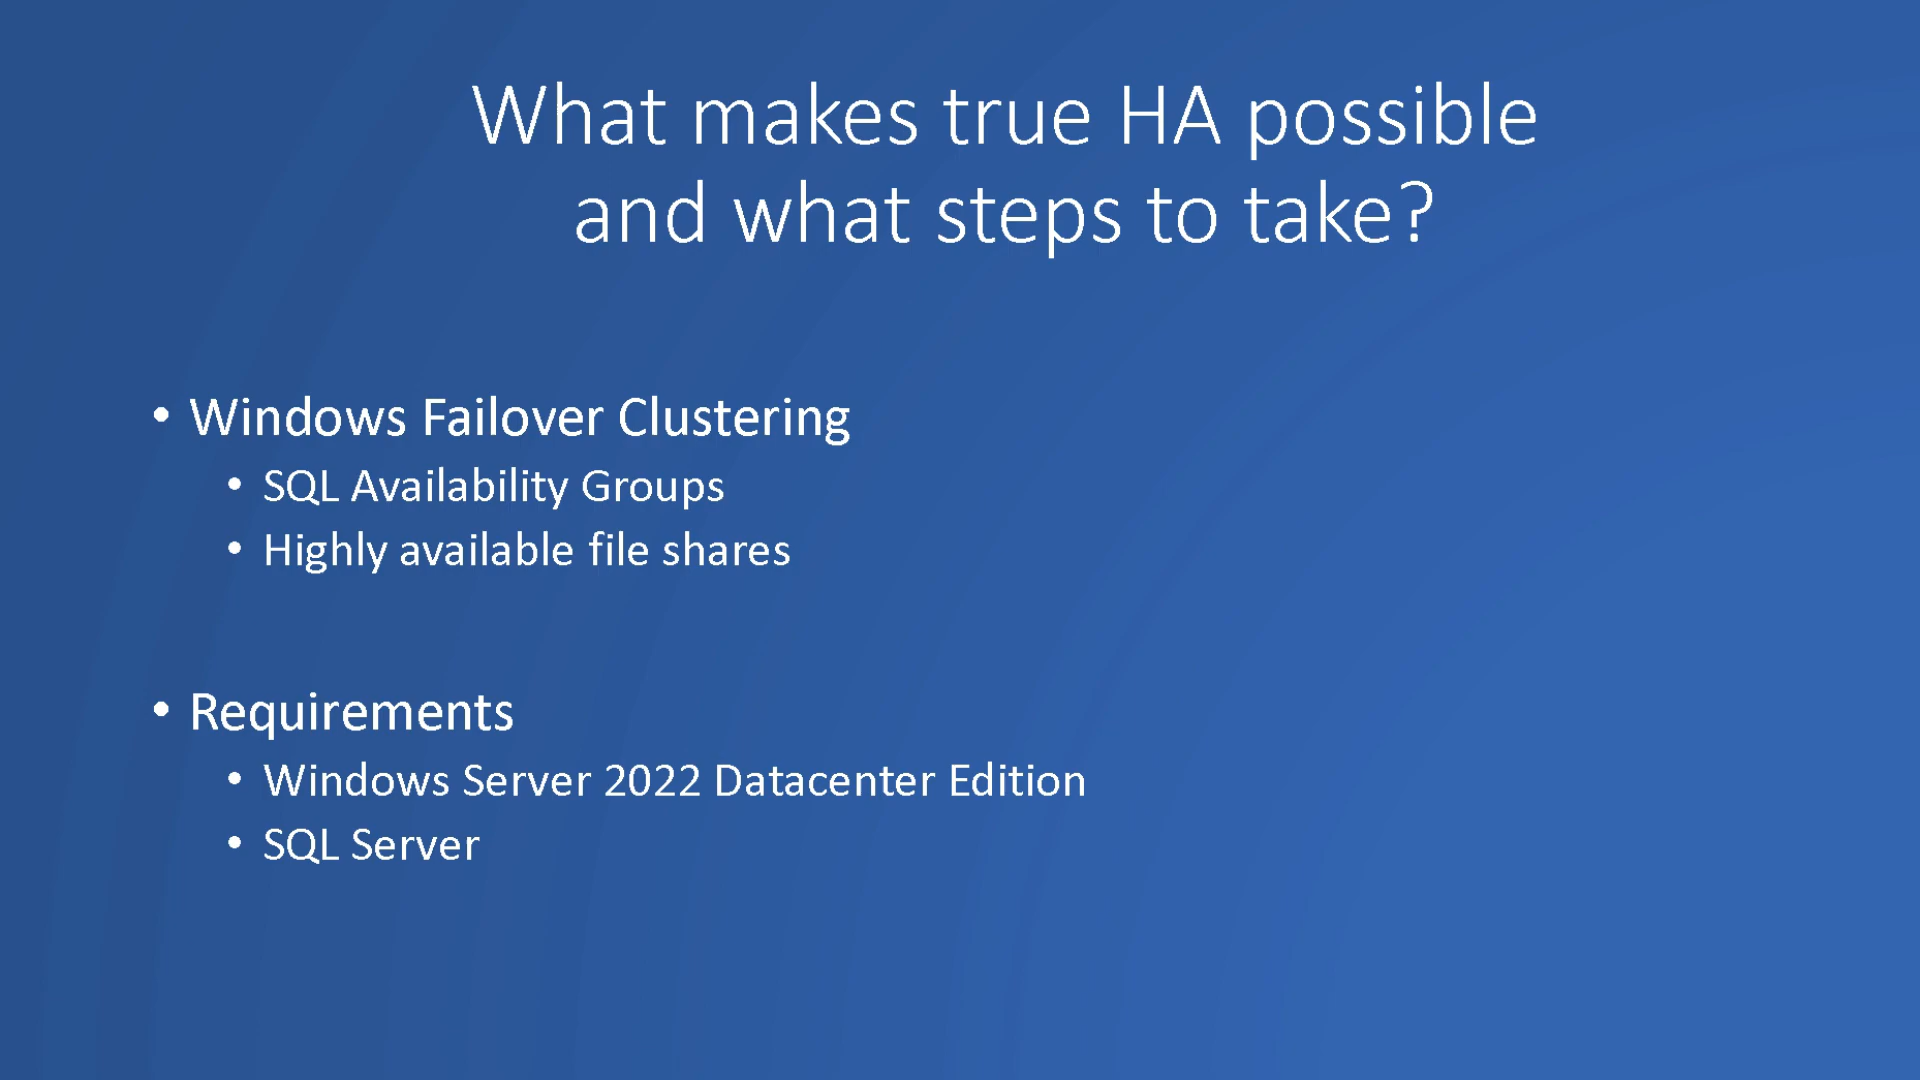 What makes true HA possible
and what steps to take?
• Windows Failover Clustering
• SQL Availability Groups
• Highly available file shares
• Requirements
• Windows Server 2022 Datacenter Edition
• SQL Server